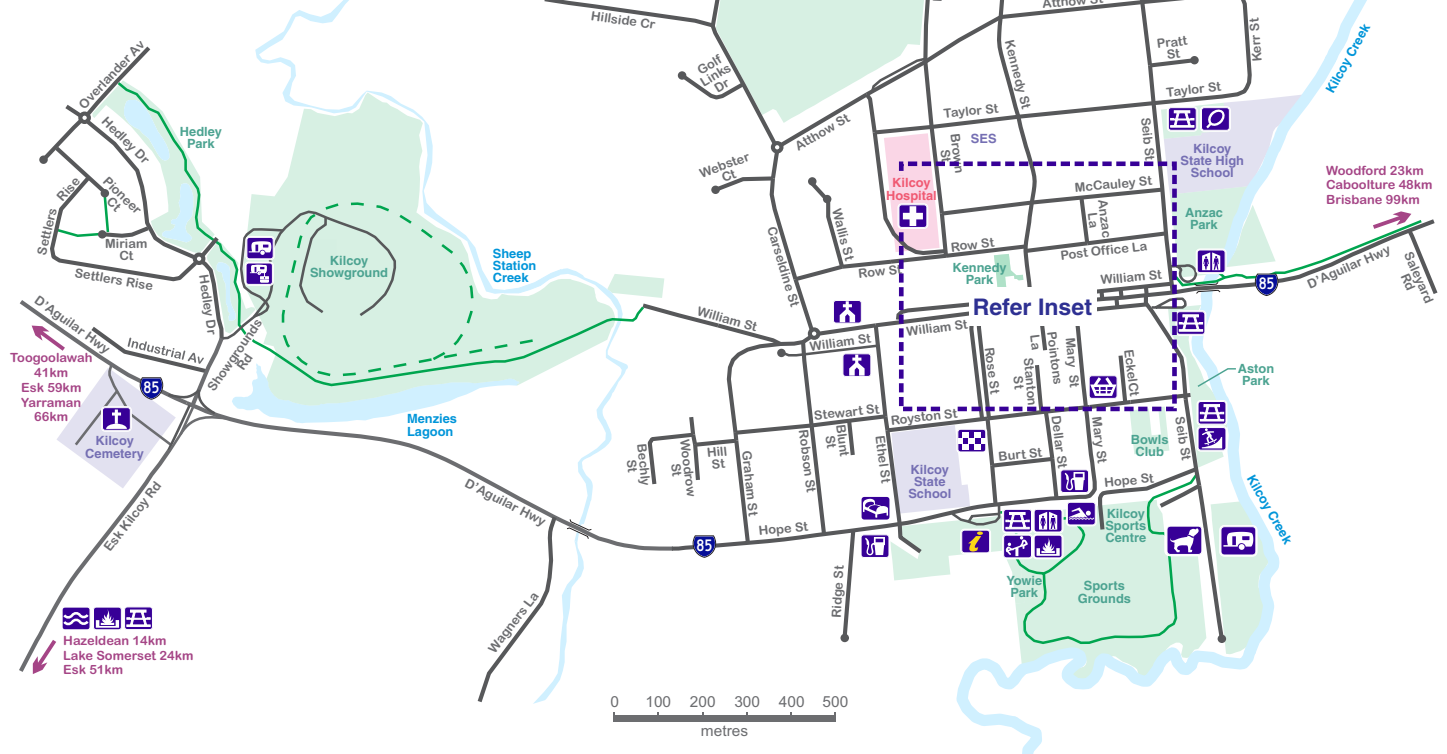 Hillside Cr
Atthow St
Kerr St
Kilcoy Creek
Overlander Av
Golf
Links
Dr
Kennedy St
Pratt
St
Taylor St
Taylor St
Hedley
Park
Hedley Dr
Atthow St
Brown
St
SES
Seib St
Kilcoy
State High
School
Woodford 23km
Caboolture 48km
Brisbane 99km
Webster
Ct
Kilcoy
Hospital
McCauley St
Pioneer
Ct
Settlers
Rise
Miriam
Ct
Settlers Rise
Wallis St
Carseldine St
Anzac
La
Anzac
Park
Row St
Row St
Post Office La
Kennedy
Park
William St
Kilcoy
Showground
Sheep
Station
Creek
85
D'Aguilar Hwy
Saleyard
Rd
Hedley Dr
D'Aguilar Hwy
Industrial Av
Showgrounds
Rd
William St
William St
William St
Refer Inset
Toogoolawah
41km
Esk 59km
Yarraman
66km
85
Rose St
La
Stanton
St
Pointons
Mary St
Eckel Ct
Aston
Park
Menzies
Lagoon
Kilcoy
Cemetery
Stewart St
Royston St
Bechly
St
Woodrow
St
Hill
St
Graham St
Robson St
Blunt
St
Ethel St
Kilcoy
State
School
Burt St
Dellar St
Mary St
Bowls
Club
Seib St
D'Aguilar Hwy
Esk Kilcoy Rd
Hope St
Hope St
85
i
Kilcoy
Sports
Centre
Kilcoy Creek
Yowie
Park
Sports
Grounds
Ridge St
Wagners La
Hazeldean 14km
Lake Somerset 24km
Esk 51km
0 100 200 300 400 500
metres